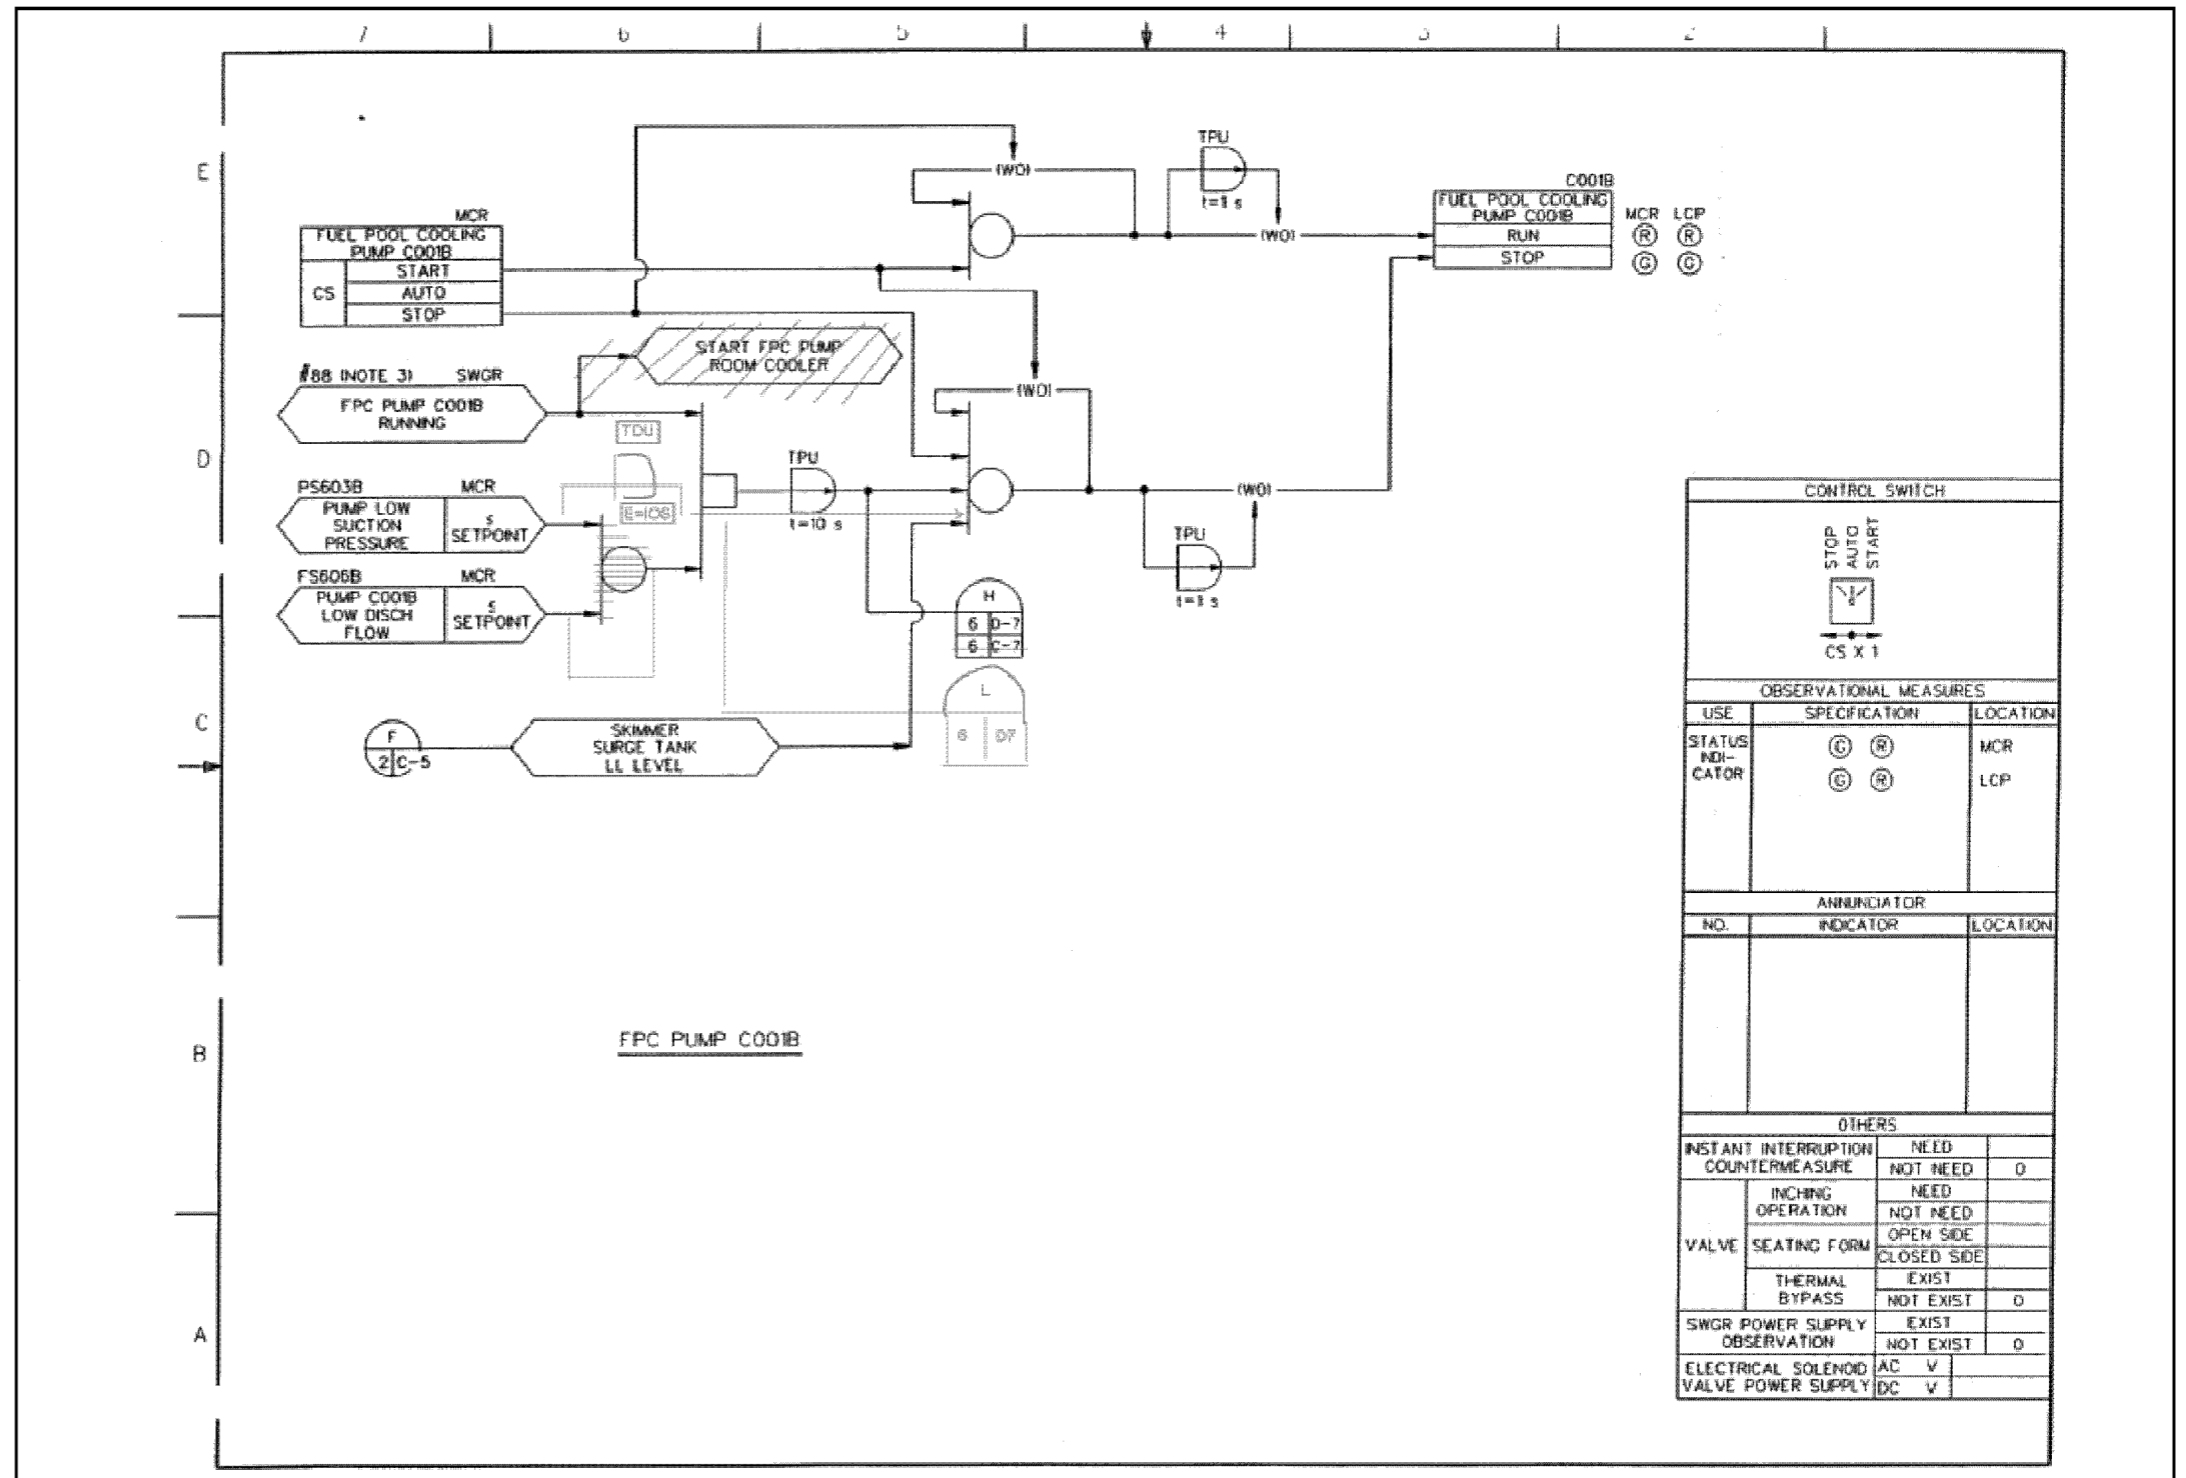 7 6 5 4 3 2
E
D
C
B
A
MCR
FUEL POOL COOLING
PUMP C001B
CS
START
AUTO
STOP
(WO)
TPU
t=1 s
(WO)
C001B
FUEL POOL COOLING
PUMP C001B
RUN
STOP
MCR LCP
R R
G G
START FPC PUMP
ROOM COOLER
#88 (NOTE 3) SWGR
FPC PUMP C001B
RUNNING
TDU
PS603B MCR
PUMP LOW
SUCTION
PRESSURE
≤
SETPOINT
FS606B MCR
PUMP C001B
LOW DISCH
FLOW
≤
SETPOINT
TPU
t=10 s
(WO)
(WO)
TPU
t=1 s
H
6 D-7
6 C-7
L
6 D7
F
2 C-5
SKIMMER
SURGE TANK
LL LEVEL
FPC PUMP C001B
CONTROL SWITCH
STOP
AUTO
START
CS X 1
OBSERVATIONAL MEASURES
USE SPECIFICATION LOCATION
STATUS
INDI-
CATOR
G R MCR
G R LCP
ANNUNCIATOR
NO. INDICATOR LOCATION
OTHERS
INSTANT INTERRUPTION
COUNTERMEASURE
NEED
NOT NEED O
VALVE
INCHING
OPERATION
NEED
NOT NEED
SEATING FORM
OPEN SIDE
CLOSED SIDE
THERMAL
BYPASS
EXIST
NOT EXIST O
SWGR POWER SUPPLY
OBSERVATION
EXIST
NOT EXIST O
ELECTRICAL SOLENOID
VALVE POWER SUPPLY
AC V
DC V